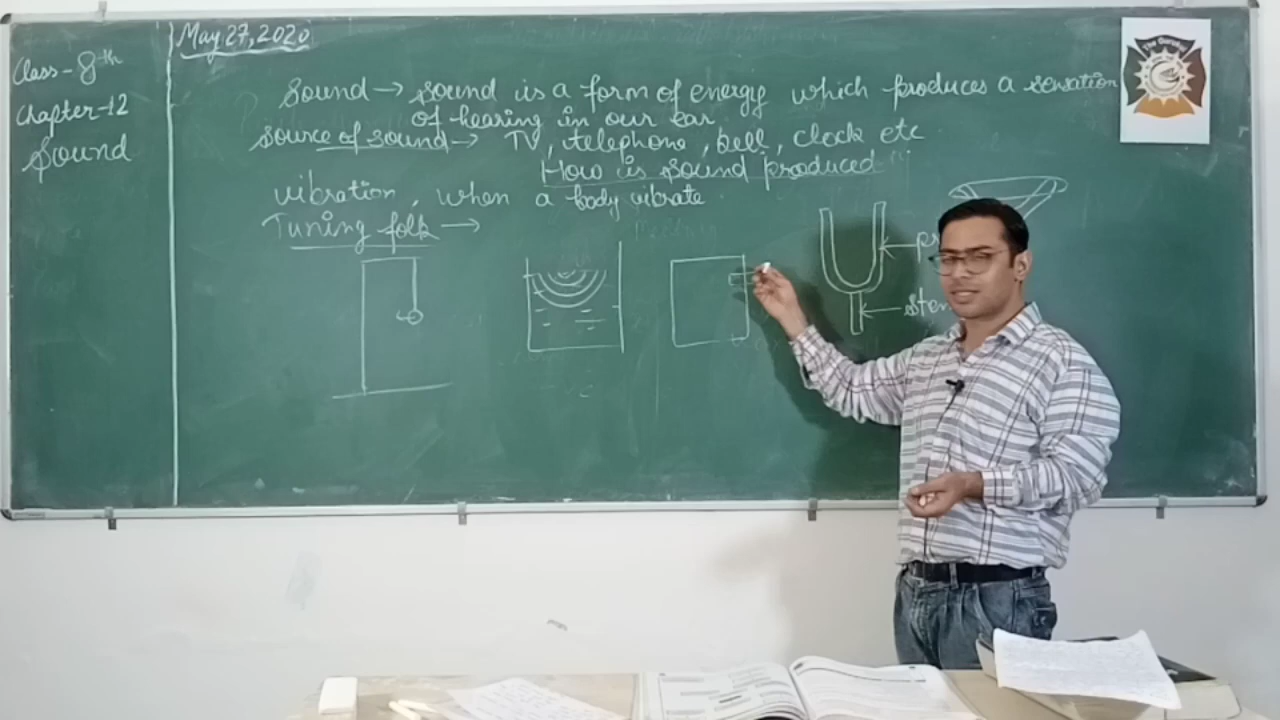 May 27, 2020
Class - 8th
Chapter-12
Sound
Sound → sound is a form of energy which produces a sensation
of hearing in our ear.
source of sound → TV, telephone, bell, clock etc
How is sound produced
vibration, when a body vibrate
Tuning folk →